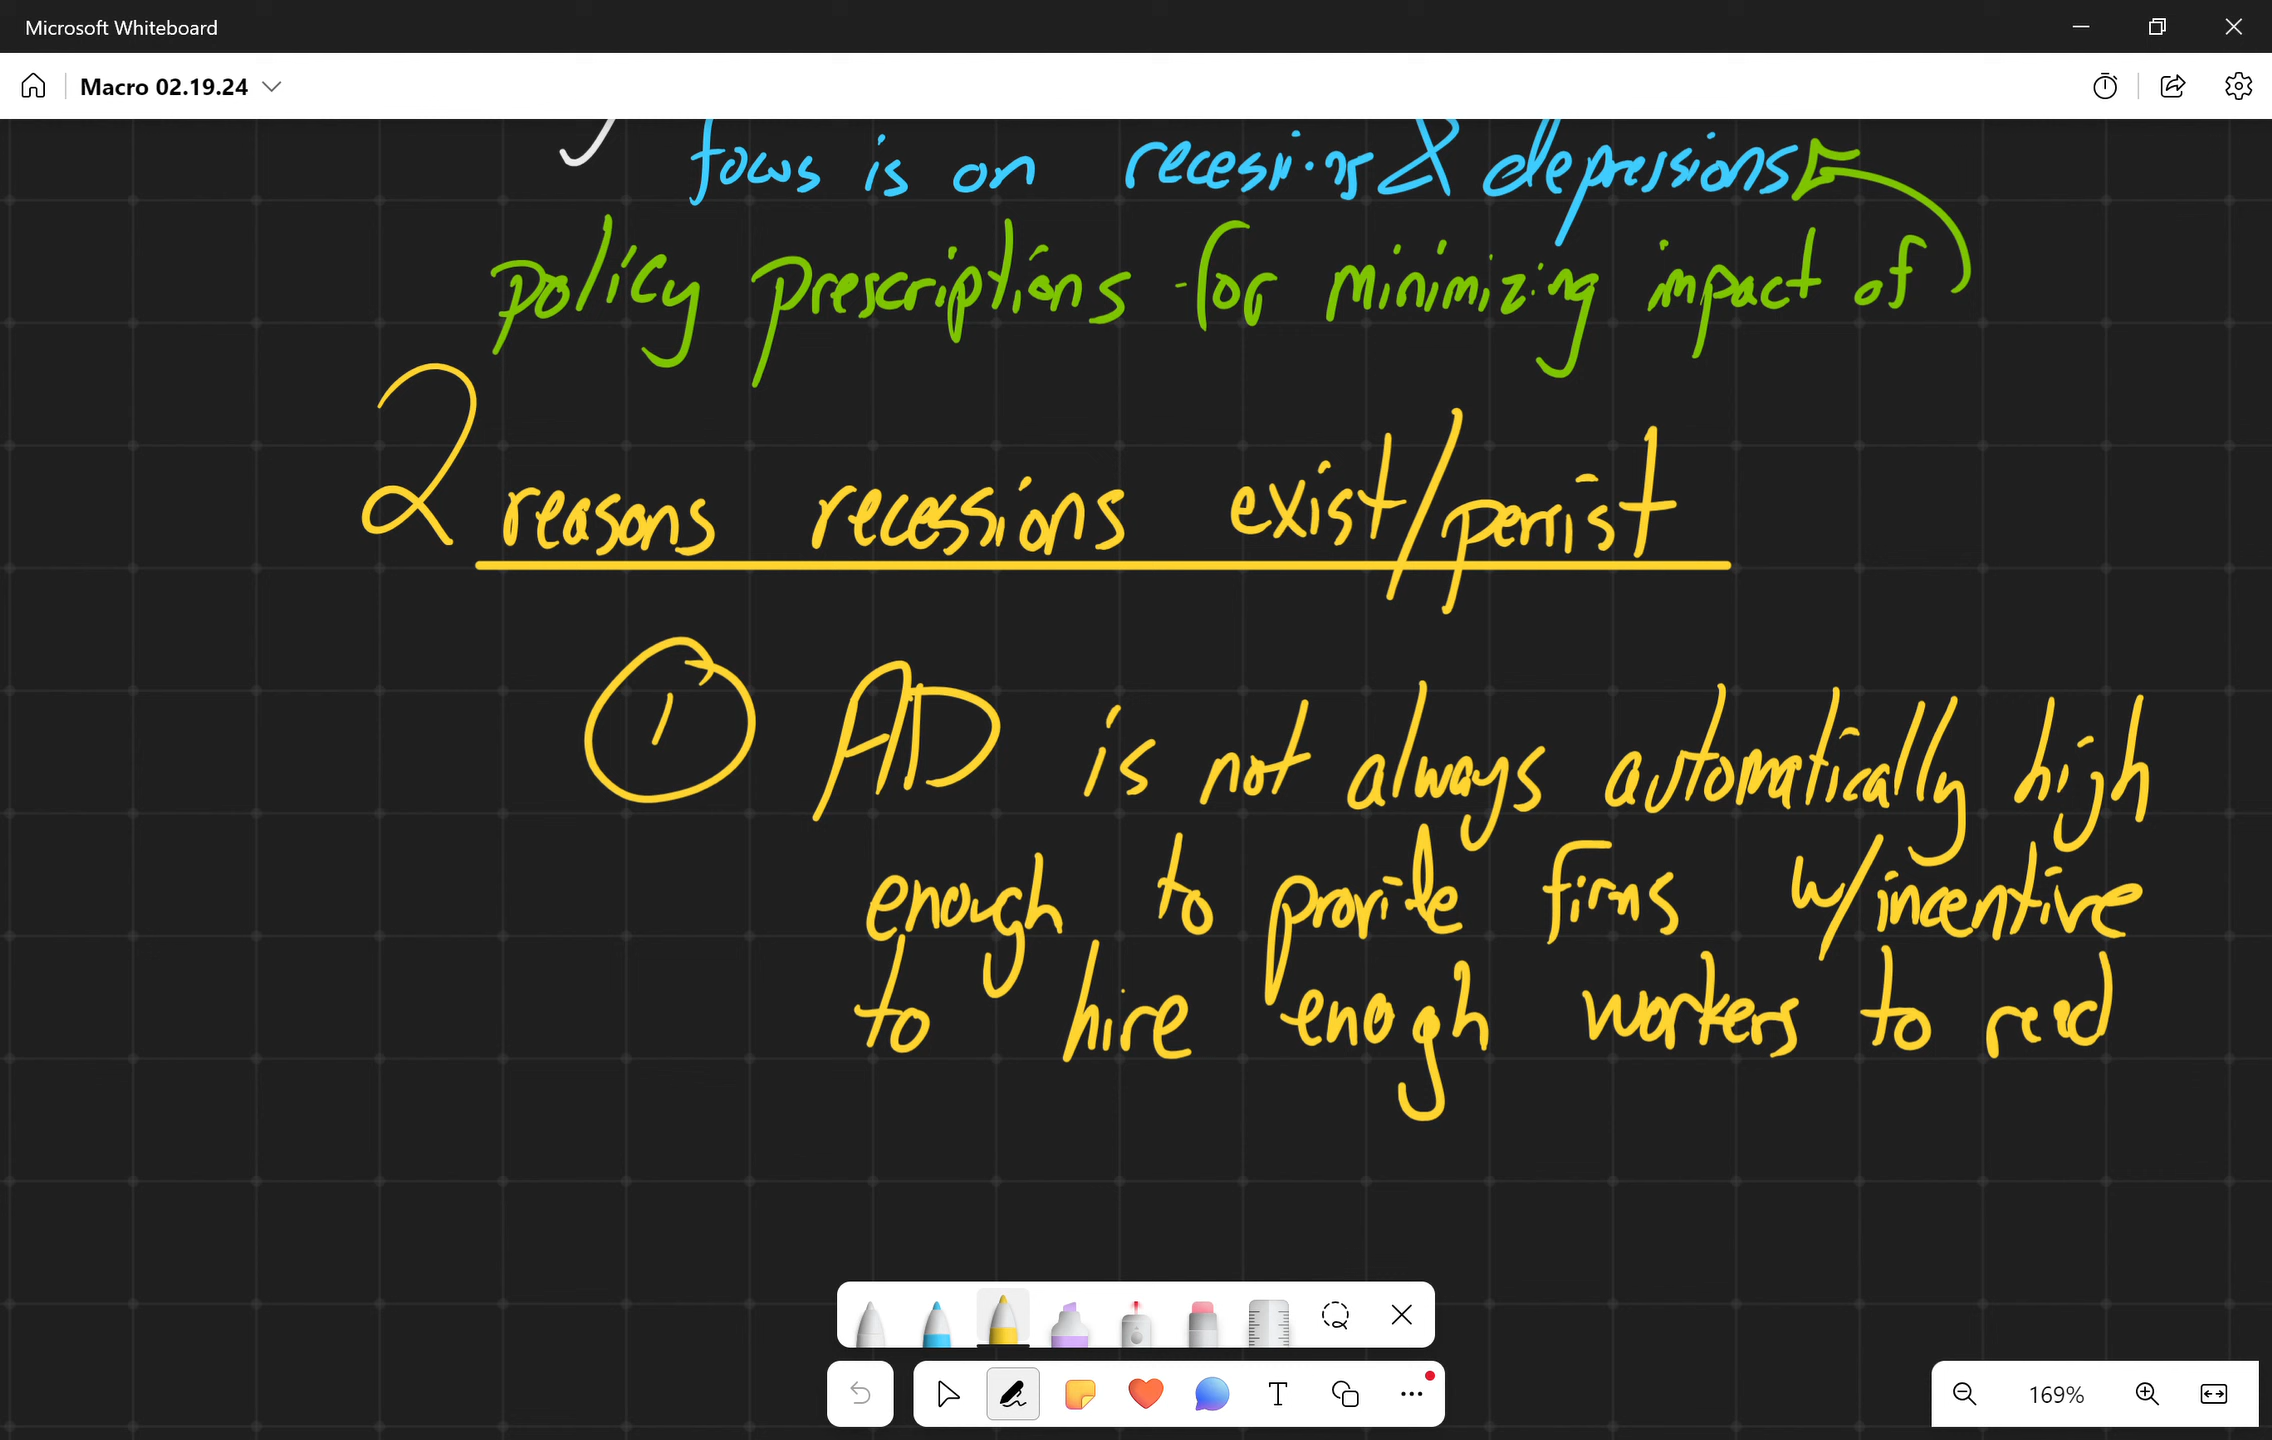 Microsoft Whiteboard
Macro 02.19.24
focus is on recessions & depressions
policy prescriptions for minimizing impact of
2 reasons recessions exist/persist
1 AD is not always automatically high
enough to provide firms w/incentive
to hire enogh workers to
T
169%